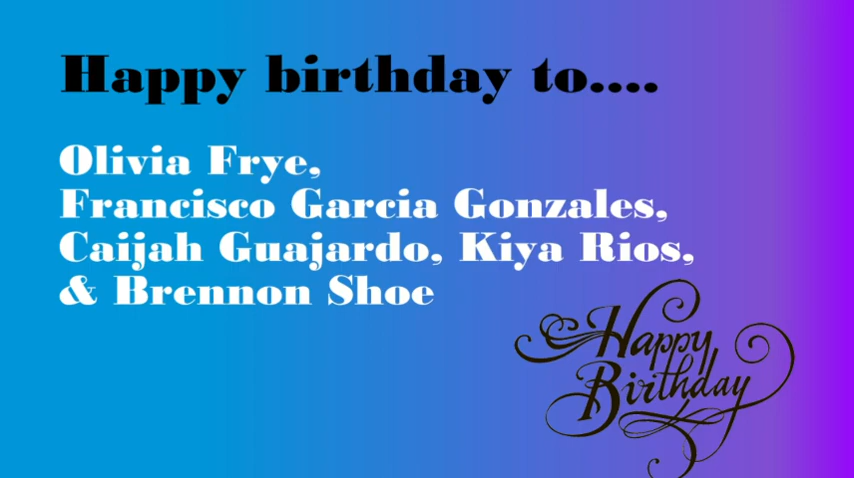 Happy birthday to....
Olivia Frye,
Francisco Garcia Gonzales,
Caijah Guajardo, Kiya Rios,
& Brennon Shoe
Happy
Birthday